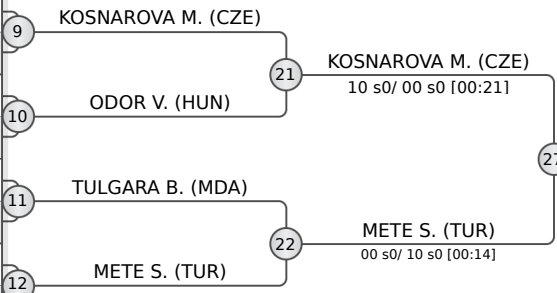 KOSNAROVA M. (CZE)
9
21
KOSNAROVA M. (CZE)
10 s0/ 00 s0 [00:21]
ODOR V. (HUN)
10
27
TULGARA B. (MDA)
11
22
METE S. (TUR)
00 s0/ 10 s0 [00:14]
METE S. (TUR)
12